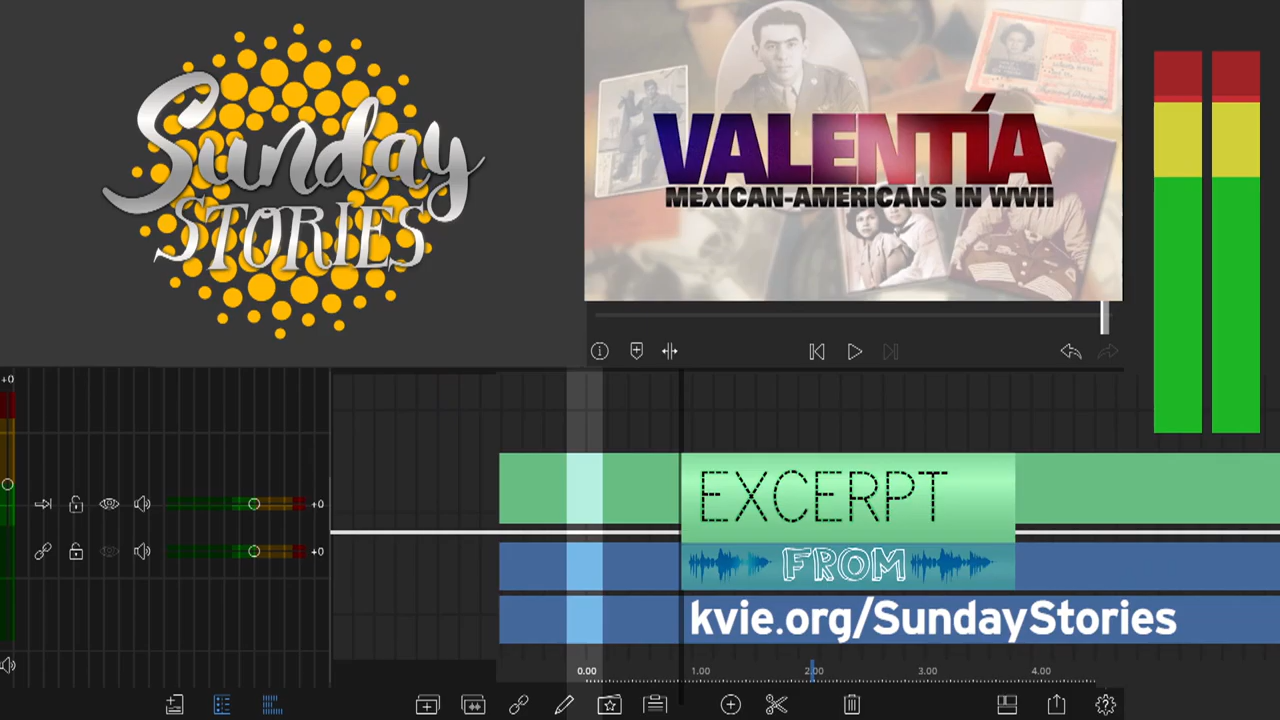 Sunday
STORIES
VALENTÍA
MEXICAN-AMERICANS IN WWII
+0
+0
+0
EXCERPT
FROM
kvie.org/SundayStories
0.00 1.00 2.00 3.00 4.00